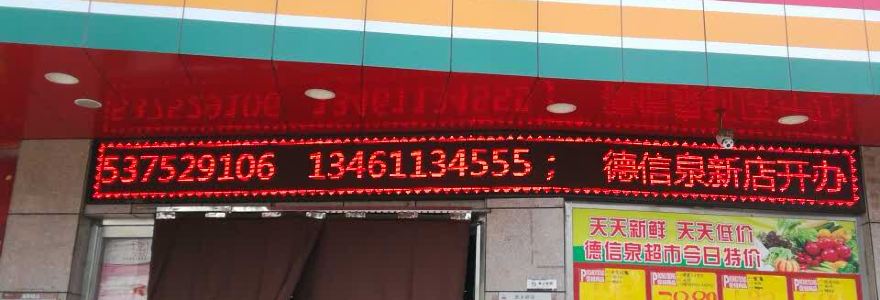 537529106 13461134555； 德信泉新店开办
天天新鲜 天天低价
德信泉超市今日特价